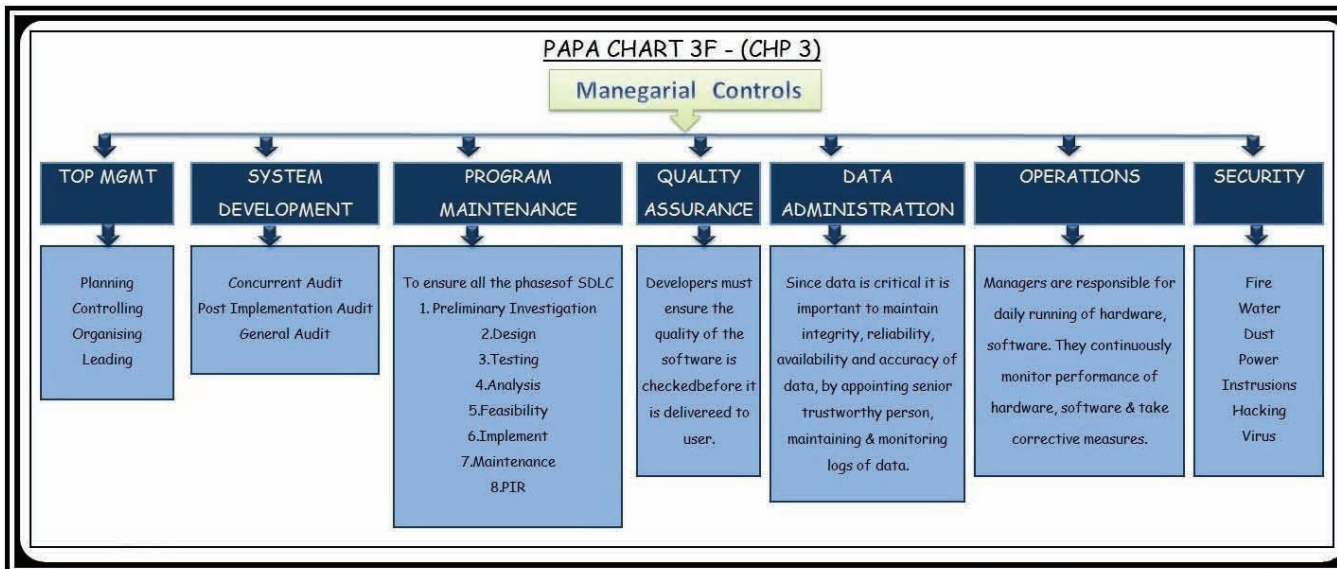 PAPA CHART 3F - (CHP 3)
Manegarial Controls
TOP MGMT
Planning
Controlling
Organising
Leading
SYSTEM
DEVELOPMENT
Concurrent Audit
Post Implementation Audit
General Audit
PROGRAM
MAINTENANCE
To ensure all the phasesof SDLC
1. Preliminary Investigation
2.Design
3.Testing
4.Analysis
5.Feasibility
6.Implement
7.Maintenance
8.PIR
QUALITY
ASSURANCE
Developers must
ensure the
quality of the
software is
checkedbefore it
is delivereed to
user.
DATA
ADMINISTRATION
Since data is critical it is
important to maintain
integrity, reliability,
availability and accuracy of
data, by appointing senior
trustworthy person,
maintaining & monitoring
logs of data.
OPERATIONS
Managers are responsible for
daily running of hardware,
software. They continuously
monitor performance of
hardware, software & take
corrective measures.
SECURITY
Fire
Water
Dust
Power
Instrusions
Hacking
Virus